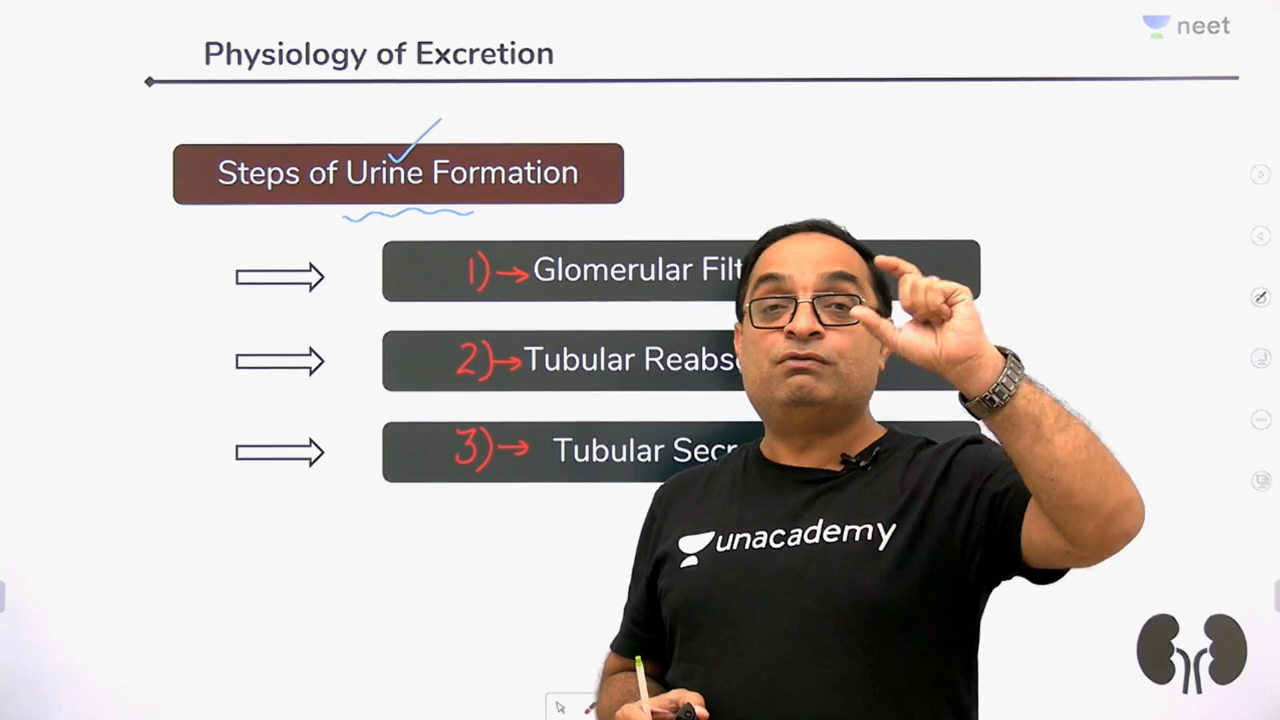 neet
Physiology of Excretion
Steps of Urine Formation
1)→ Glomerular Filt
2)→ Tubular Reabs
3)→ Tubular Secr
unacademy